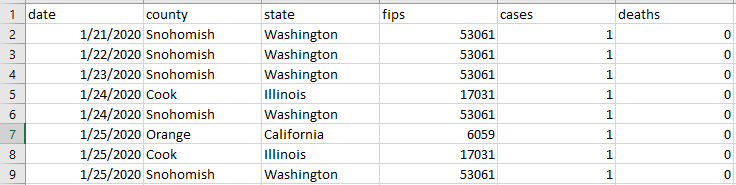 1 date county state fips cases deaths
2 1/21/2020 Snohomish Washington 53061 1 0
3 1/22/2020 Snohomish Washington 53061 1 0
4 1/23/2020 Snohomish Washington 53061 1 0
5 1/24/2020 Cook Illinois 17031 1 0
6 1/24/2020 Snohomish Washington 53061 1 0
7 1/25/2020 Orange California 6059 1 0
8 1/25/2020 Cook Illinois 17031 1 0
9 1/25/2020 Snohomish Washington 53061 1 0